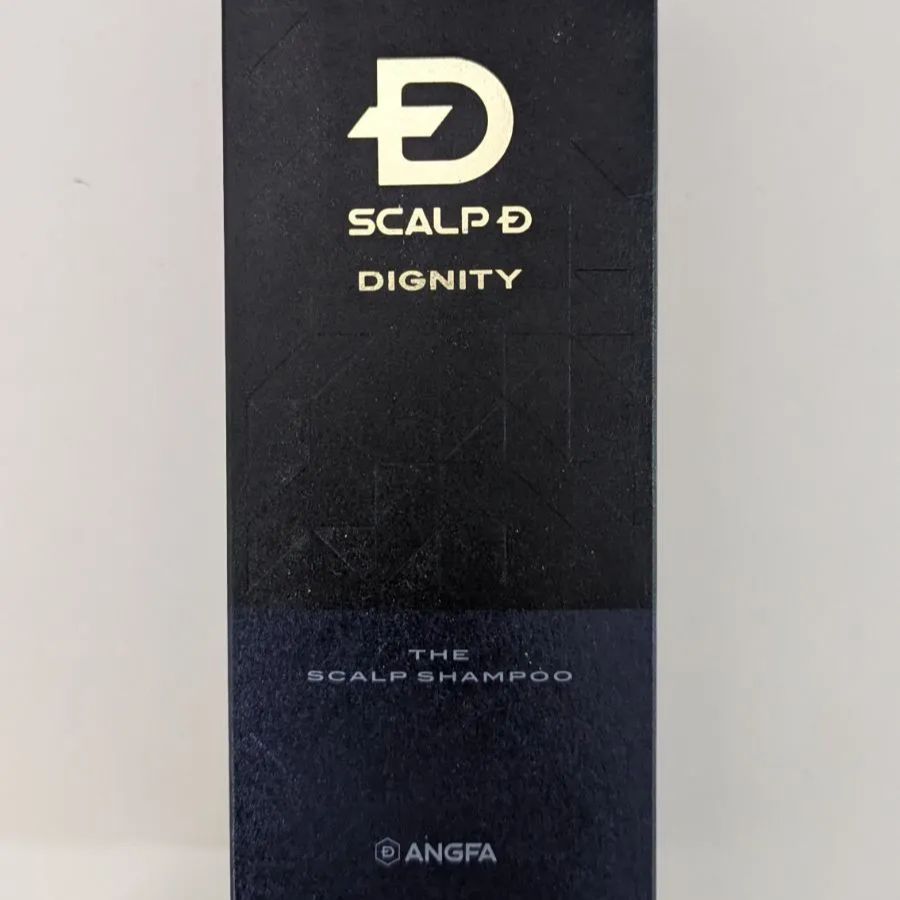 SCALP Ð
DIGNITY
THE
SCALP SHAMPOO
ANGFA